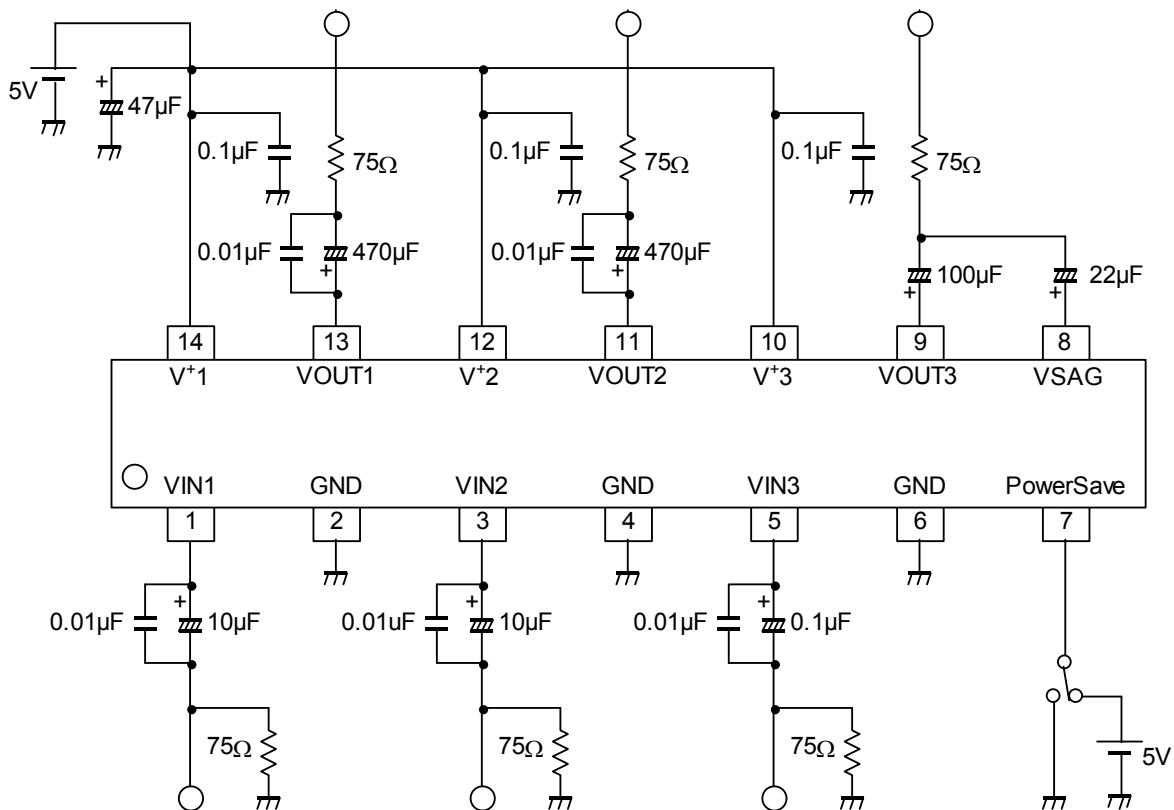 5V
+
47µF
0.1µF
75Ω
0.1µF
75Ω
0.1µF
75Ω
0.01µF
+
470µF
0.01µF
+
470µF
+
100µF
+
22µF
14
13
12
11
10
9
8
V+1
VOUT1
V+2
VOUT2
V+3
VOUT3
VSAG
VIN1
GND
VIN2
GND
VIN3
GND
PowerSave
1
2
3
4
5
6
7
0.01µF
+
10µF
0.01uF
+
10µF
0.01µF
+
0.1µF
75Ω
75Ω
75Ω
5V